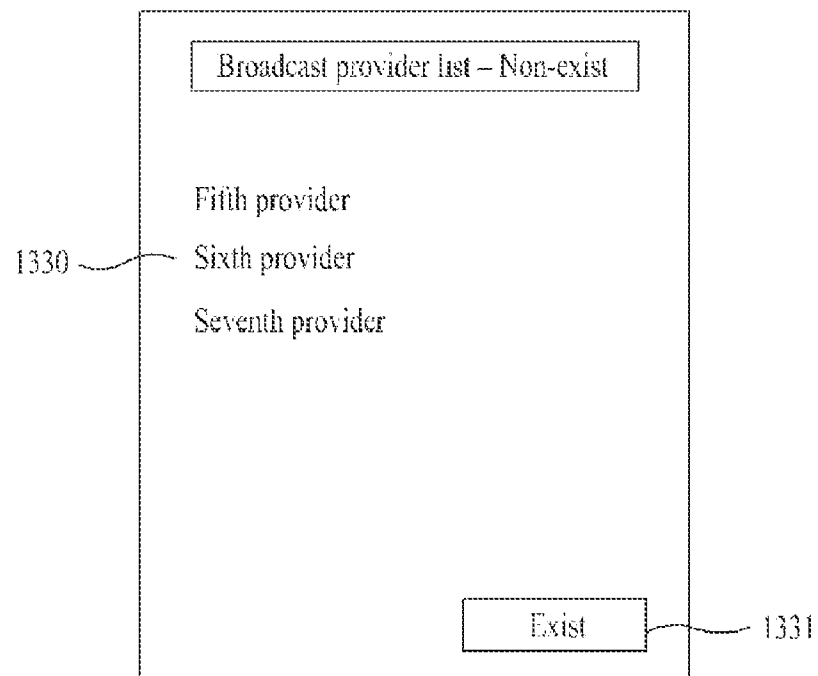 Broadcast provider list – Non-exist
Fifth provider
1330
Sixth provider
Seventh provider
Exist
1331